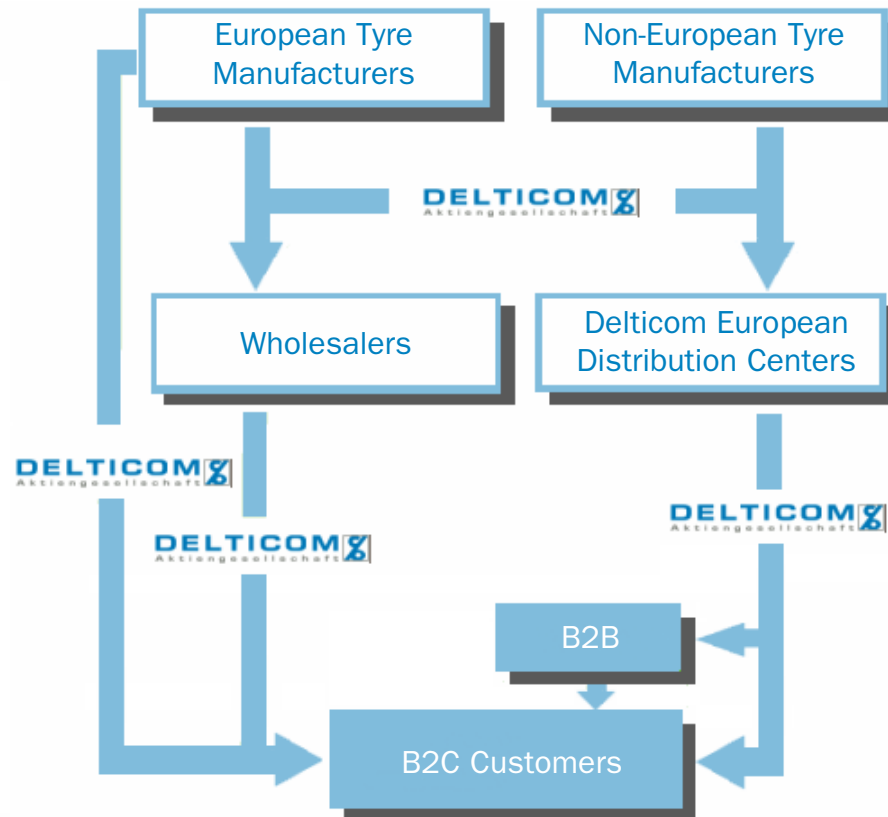 European Tyre
Manufacturers
Non-European Tyre
Manufacturers
DELTICOM
Aktiengesellschaft
Wholesalers
Delticom European
Distribution Centers
DELTICOM
Aktiengesellschaft
DELTICOM
Aktiengesellschaft
DELTICOM
Aktiengesellschaft
B2B
B2C Customers